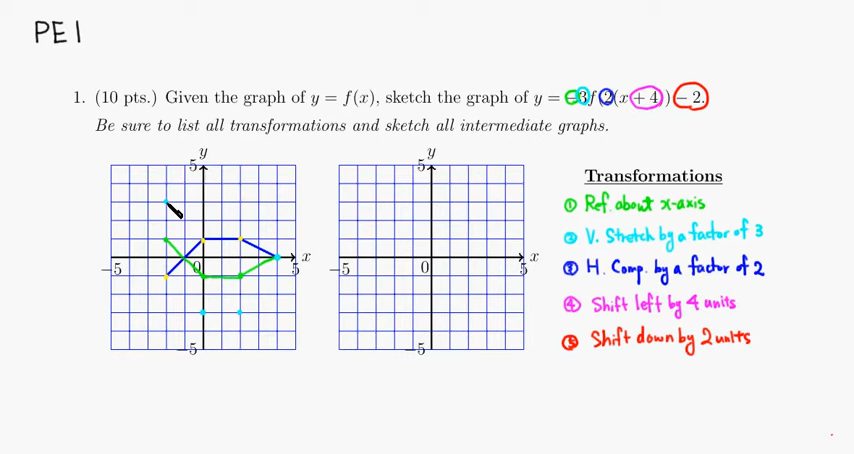 PE 1
1. (10 pts.) Given the graph of y = f(x), sketch the graph of y = −3f(2(x + 4)) − 2.
Be sure to list all transformations and sketch all intermediate graphs.
y
5
−5
0
5
x
−5
y
5
−5
0
5
x
−5
Transformations
① Ref. about x-axis
② V. Stretch by a factor of 3
③ H. Comp. by a factor of 2
④ Shift left by 4 units
⑤ Shift down by 2 units